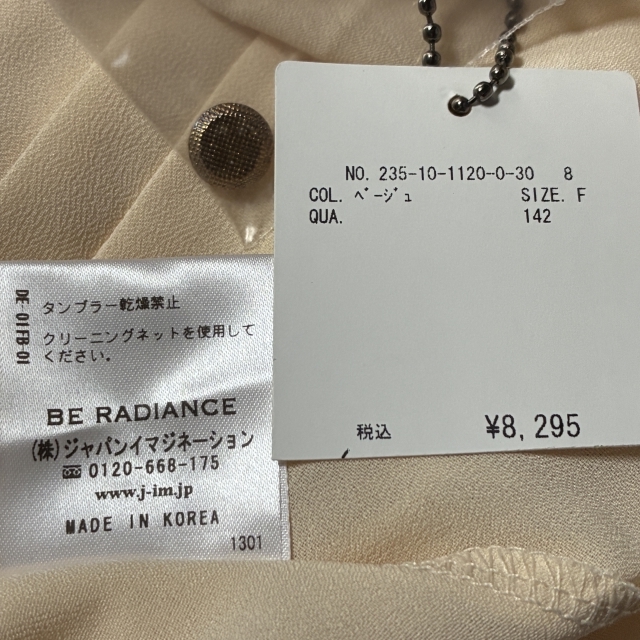 NO. 235-10-1120-0-30 8
COL. ﾍﾞｰｼﾞｭ SIZE. F
QUA. 142
税込 ¥8,295
DE-01FB-01
タンブラー乾燥禁止
クリーニングネットを使用して
ください。
BE RADIANCE
(株)ジャパンイマジネーション
0120-668-175
www.j-im.jp
MADE IN KOREA
1301